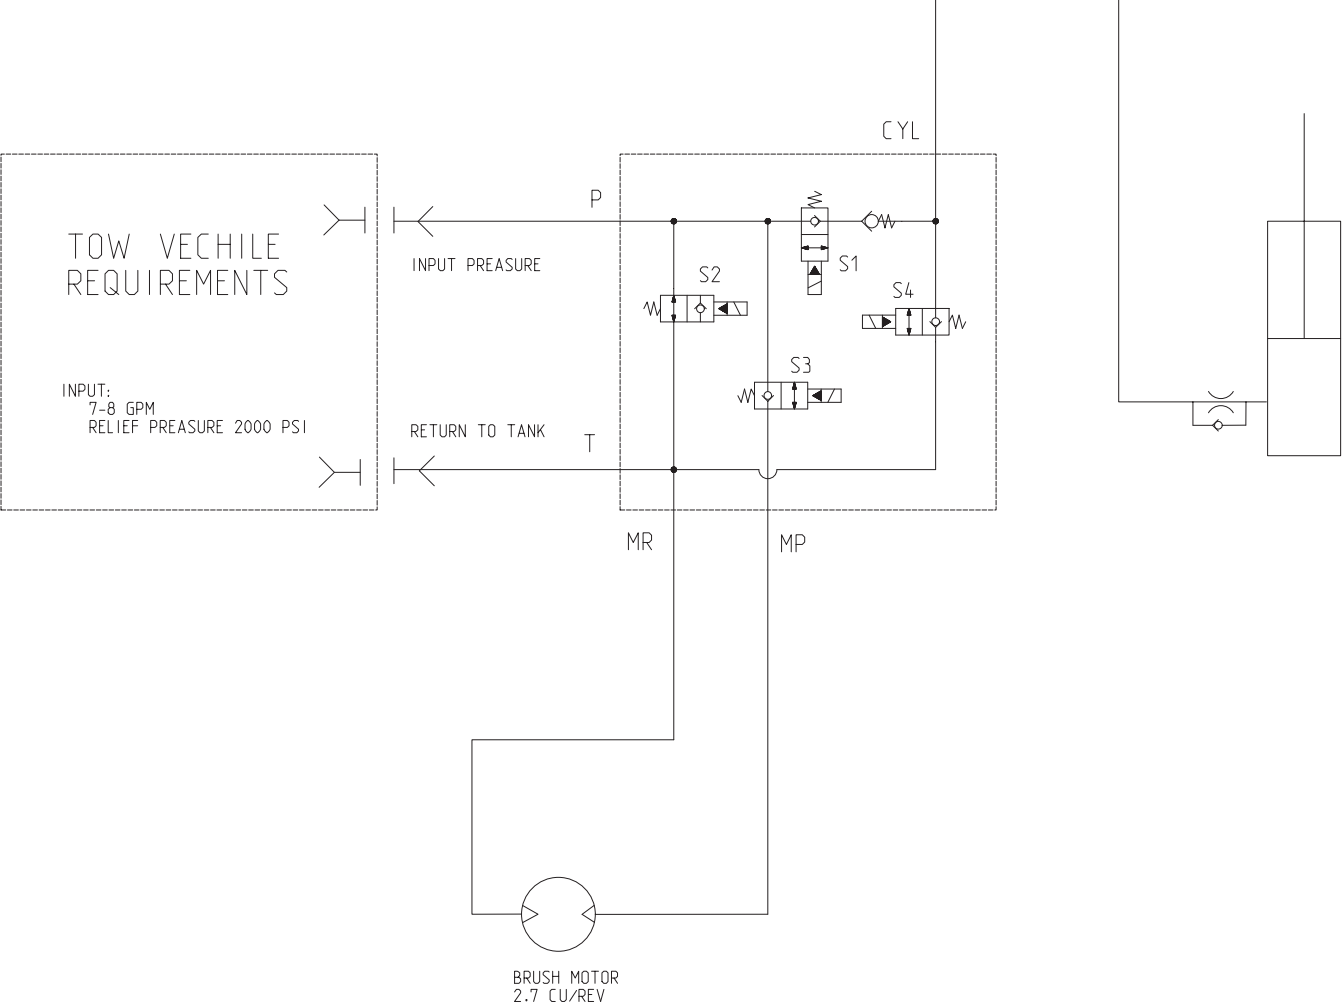 CYL
P
TOW VECHILE
REQUIREMENTS
INPUT PREASURE
S1
S2
S4
S3
INPUT:
7-8 GPM
RELIEF PREASURE 2000 PSI
RETURN TO TANK
T
MR
MP
BRUSH MOTOR
2.7 CU/REV